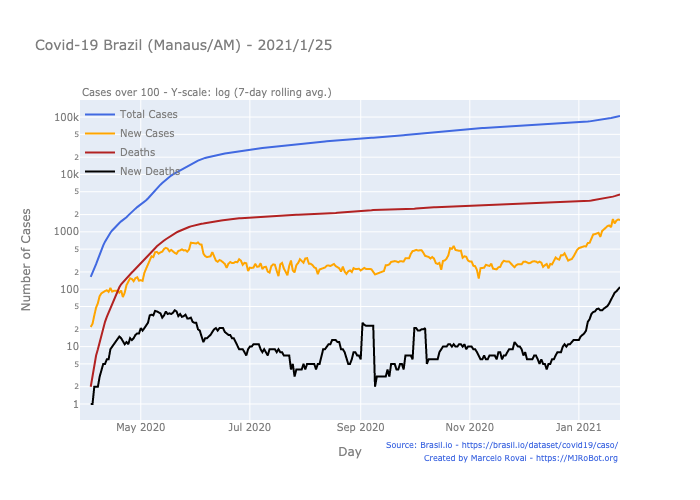 Covid-19 Brazil (Manaus/AM) - 2021/1/25
Cases over 100 - Y-scale: log (7-day rolling avg.)
Total Cases
New Cases
Deaths
New Deaths
100k
5
2
10k
5
2
1000
5
2
100
5
2
10
5
2
1
Number of Cases
May 2020
Jul 2020
Sep 2020
Nov 2020
Jan 2021
Day
Source: Brasil.io - https://brasil.io/dataset/covid19/caso/
Created by Marcelo Rovai - https://MJRoBot.org